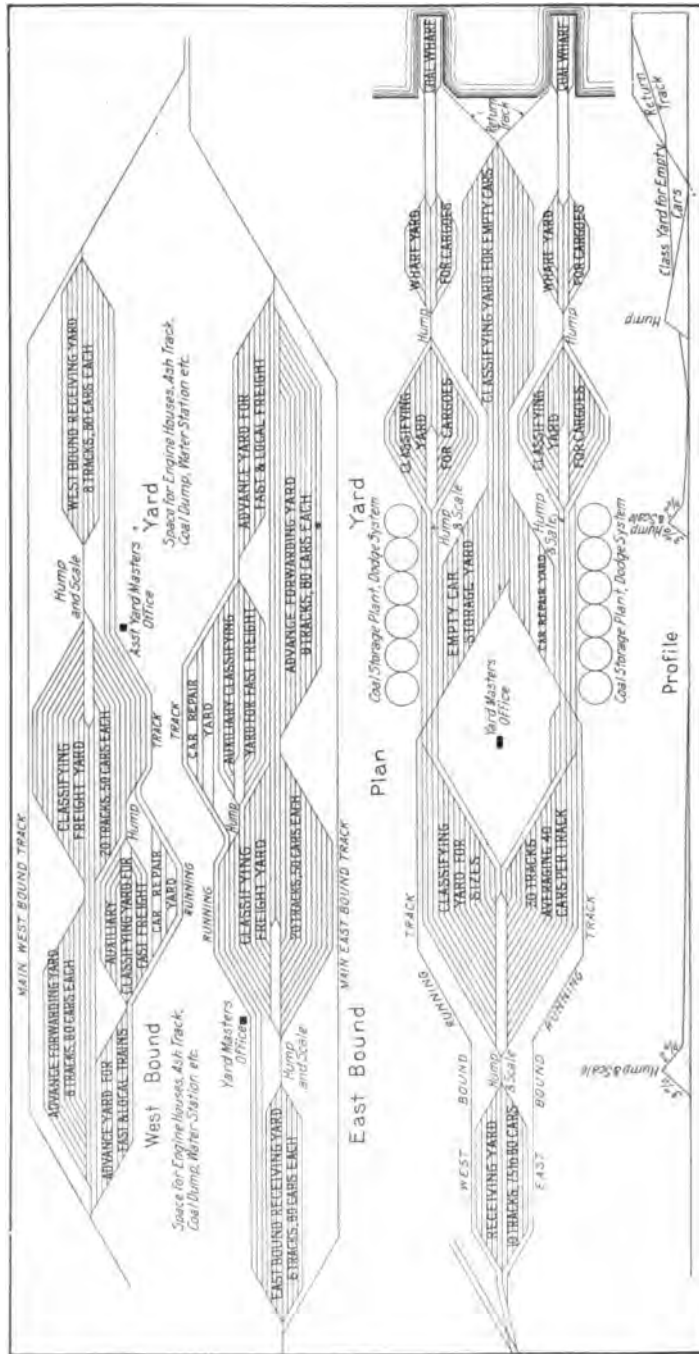 MAIN WEST BOUND TRACK
ADVANCE FORWARDING YARD
8 TRACKS, 80 CARS EACH
ADVANCE YARD FOR
FAST & LOCAL TRAINS
CLASSIFYING
FREIGHT YARD
20 TRACKS, 50 CARS EACH
AUXILIARY
CLASSIFYING YARD FOR
FAST FREIGHT
Hump
CAR REPAIR
YARD
RUNNING
TRACK
Hump
and Scale
WEST BOUND RECEIVING YARD
8 TRACKS, 80 CARS EACH
Asst. Yard Masters
Office
West Bound
Yard
Space for Engine Houses, Ash Track,
Coal Dump, Water Station etc.
Space for Engine Houses, Ash Track,
Coal Dump, Water Station etc.
RUNNING
TRACK
CAR REPAIR
YARD
Hump
AUXILIARY CLASSIFYING
YARD FOR FAST FREIGHT
ADVANCE YARD FOR
FAST & LOCAL FREIGHT
Yard Masters
Office
CLASSIFYING
FREIGHT YARD
20 TRACKS, 50 CARS EACH
ADVANCE FORWARDING YARD
8 TRACKS, 80 CARS EACH
Hump
and Scale
EAST BOUND RECEIVING YARD
8 TRACKS, 80 CARS EACH
MAIN EAST BOUND TRACK
East Bound
Yard
Plan
Coal Storage Plant, Dodge System
WEST BOUND
RUNNING
TRACK
RECEIVING YARD
10 TRACKS, 75 to 80 CARS
Hump
& Scale
EAST BOUND
RUNNING
TRACK
CLASSIFYING
YARD FOR
SIZES
20 TRACKS
AVERAGING 40
CARS PER TRACK
Yard Masters
Office
EMPTY CAR
STORAGE YARD
CAR REPAIR YARD
Hump
& Scale
Hump
& Scale
CLASSIFYING
YARD
FOR CARGOES
CLASSIFYING
YARD
FOR CARGOES
CLASSIFYING YARD FOR EMPTY CARS
Hump
Hump
WHARF YARD
FOR CARGOES
WHARF YARD
FOR CARGOES
Return
Track
COAL WHARF
COAL WHARF
Coal Storage Plant, Dodge System
Profile
Hump & Scale
Hump
& Scale
Hump
Class Yard for Empty
Cars
Return
Track